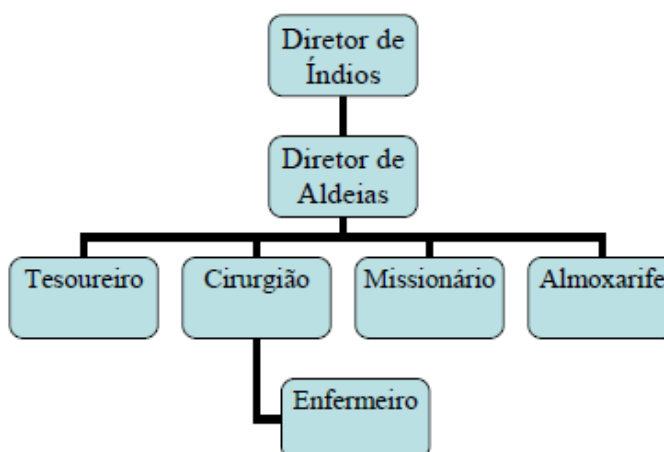 Diretor de
Índios
Diretor de
Aldeias
Tesoureiro
Cirurgião
Missionário
Almoxarife
Enfermeiro